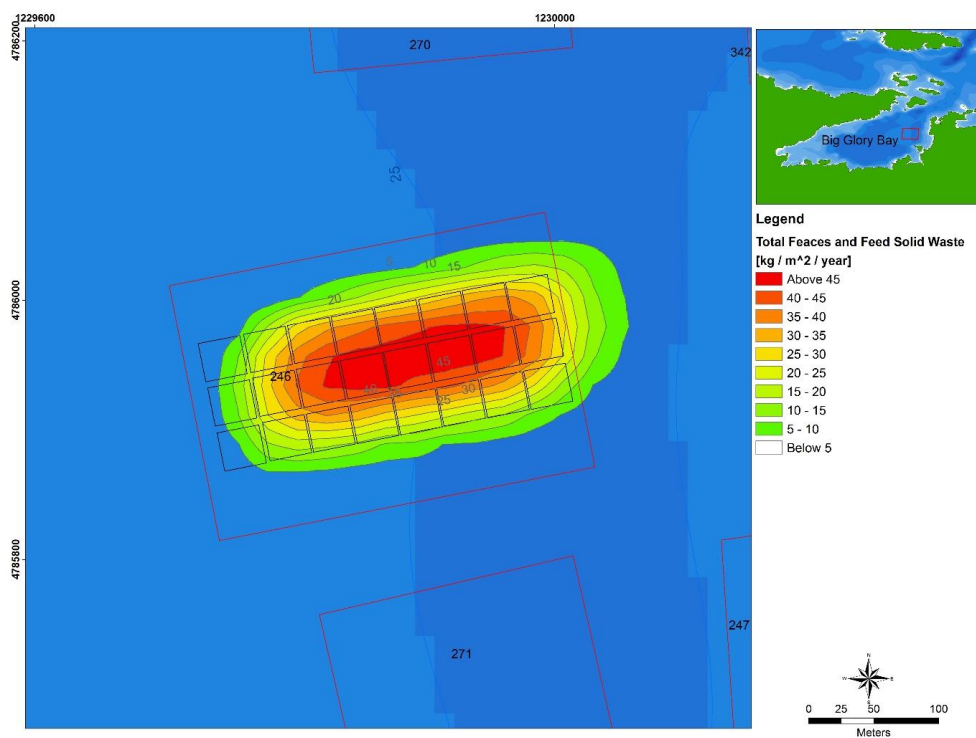 1229600
1230000
4786200
4786000
4785800
270
342
25
5
10
15
20
246
45
40
30
25
271
247
Big Glory Bay
Legend
Total Feaces and Feed Solid Waste
[kg / m^2 / year]
Above 45
40 - 45
35 - 40
30 - 35
25 - 30
20 - 25
15 - 20
10 - 15
5 - 10
Below 5
N
W
E
S
0 25 50 100
Meters